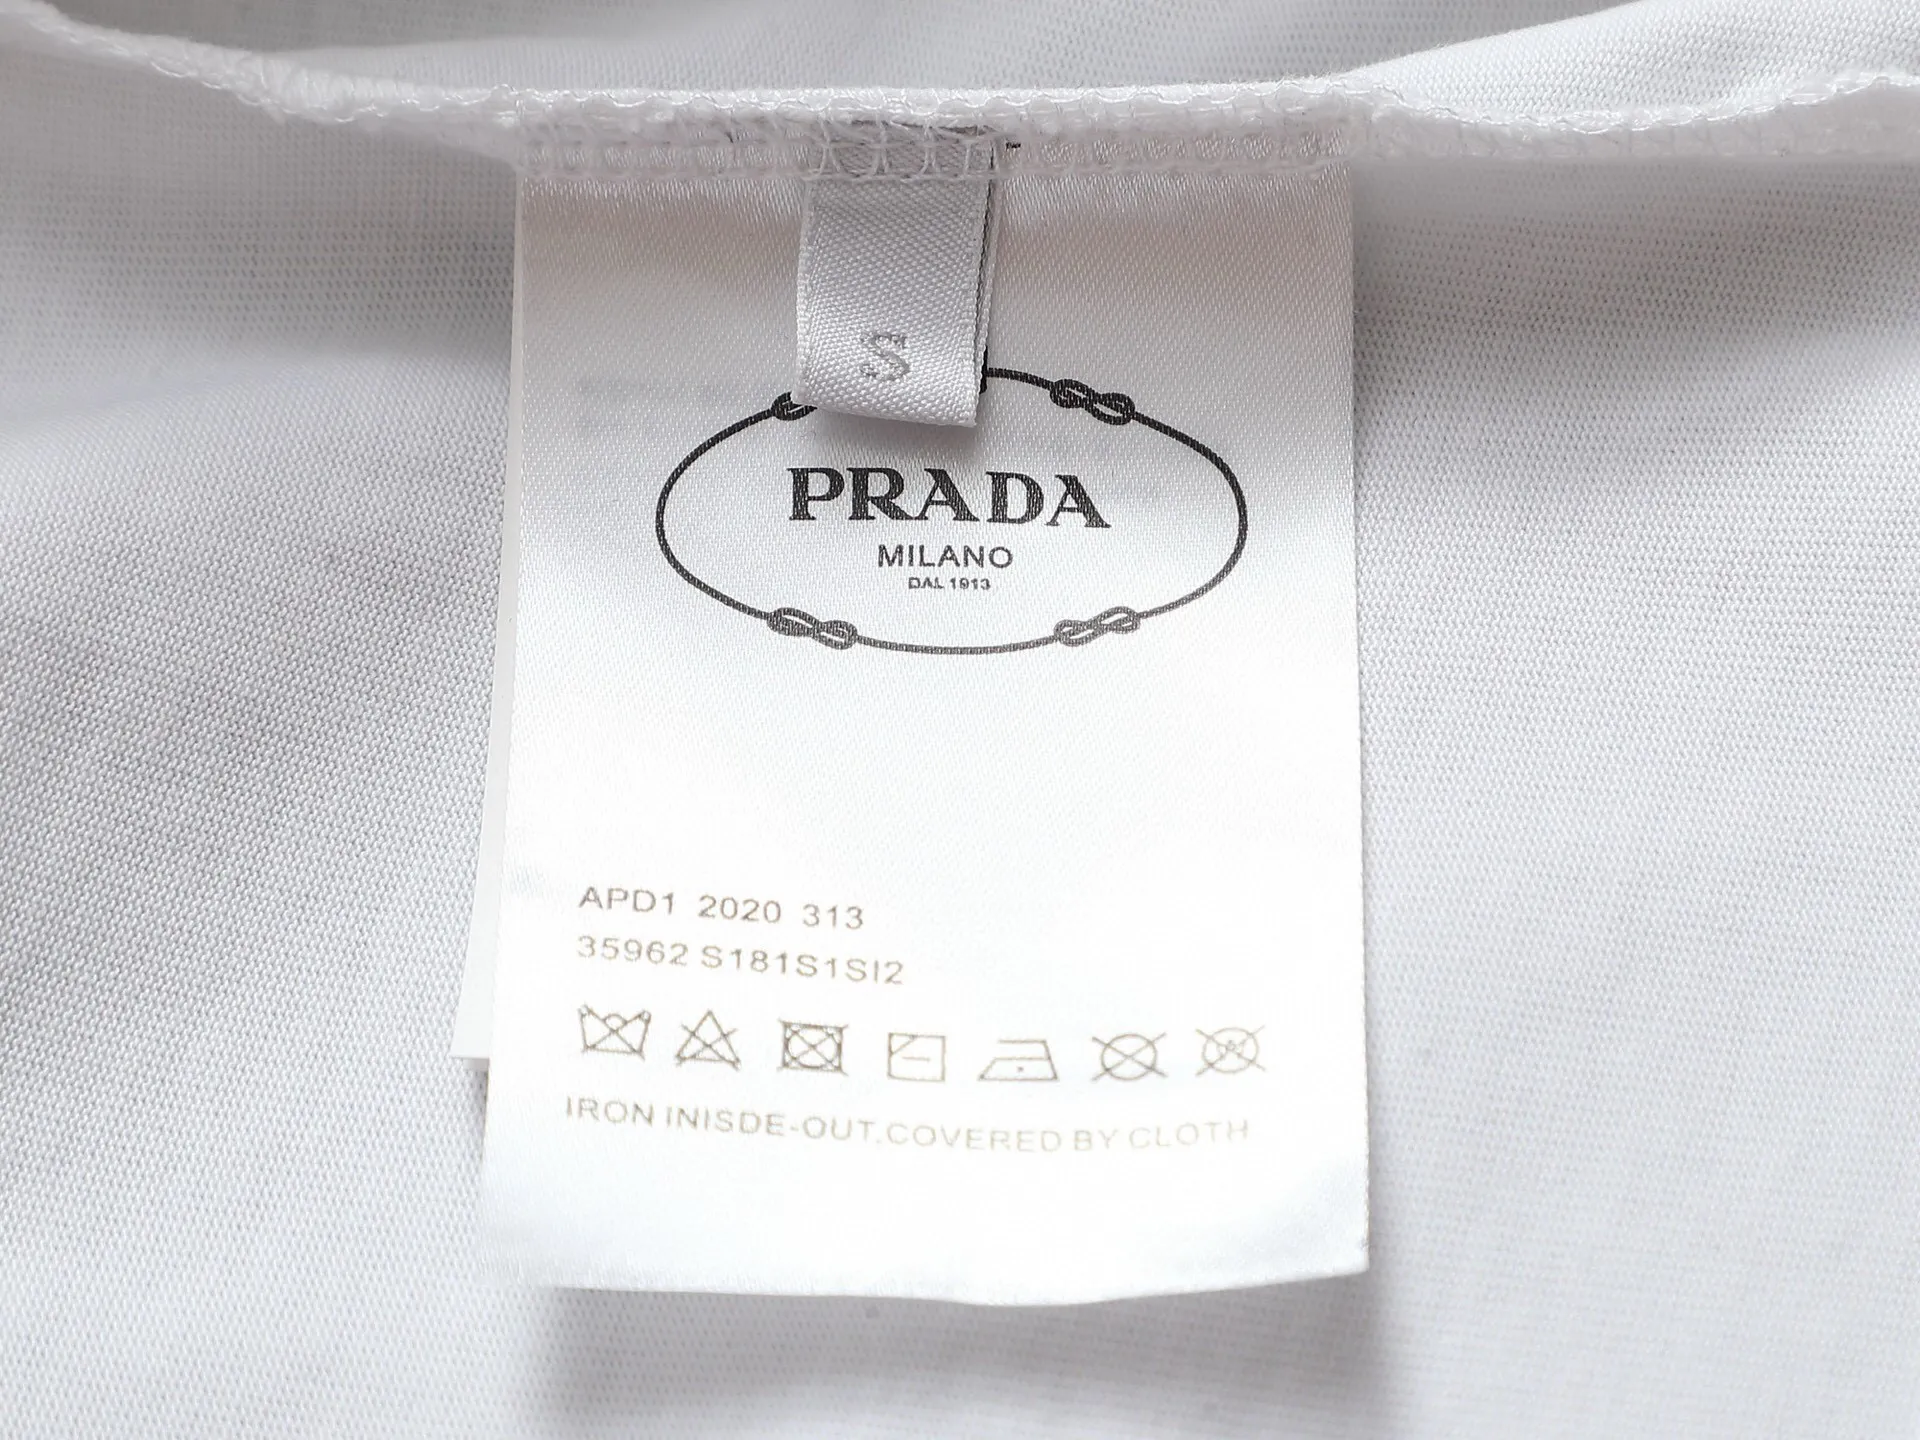 S
PRADA
MILANO
DAL 1913
APD1 2020 313
35962 S181S1SI2
IRON INISDE-OUT.COVERED BY CLOTH